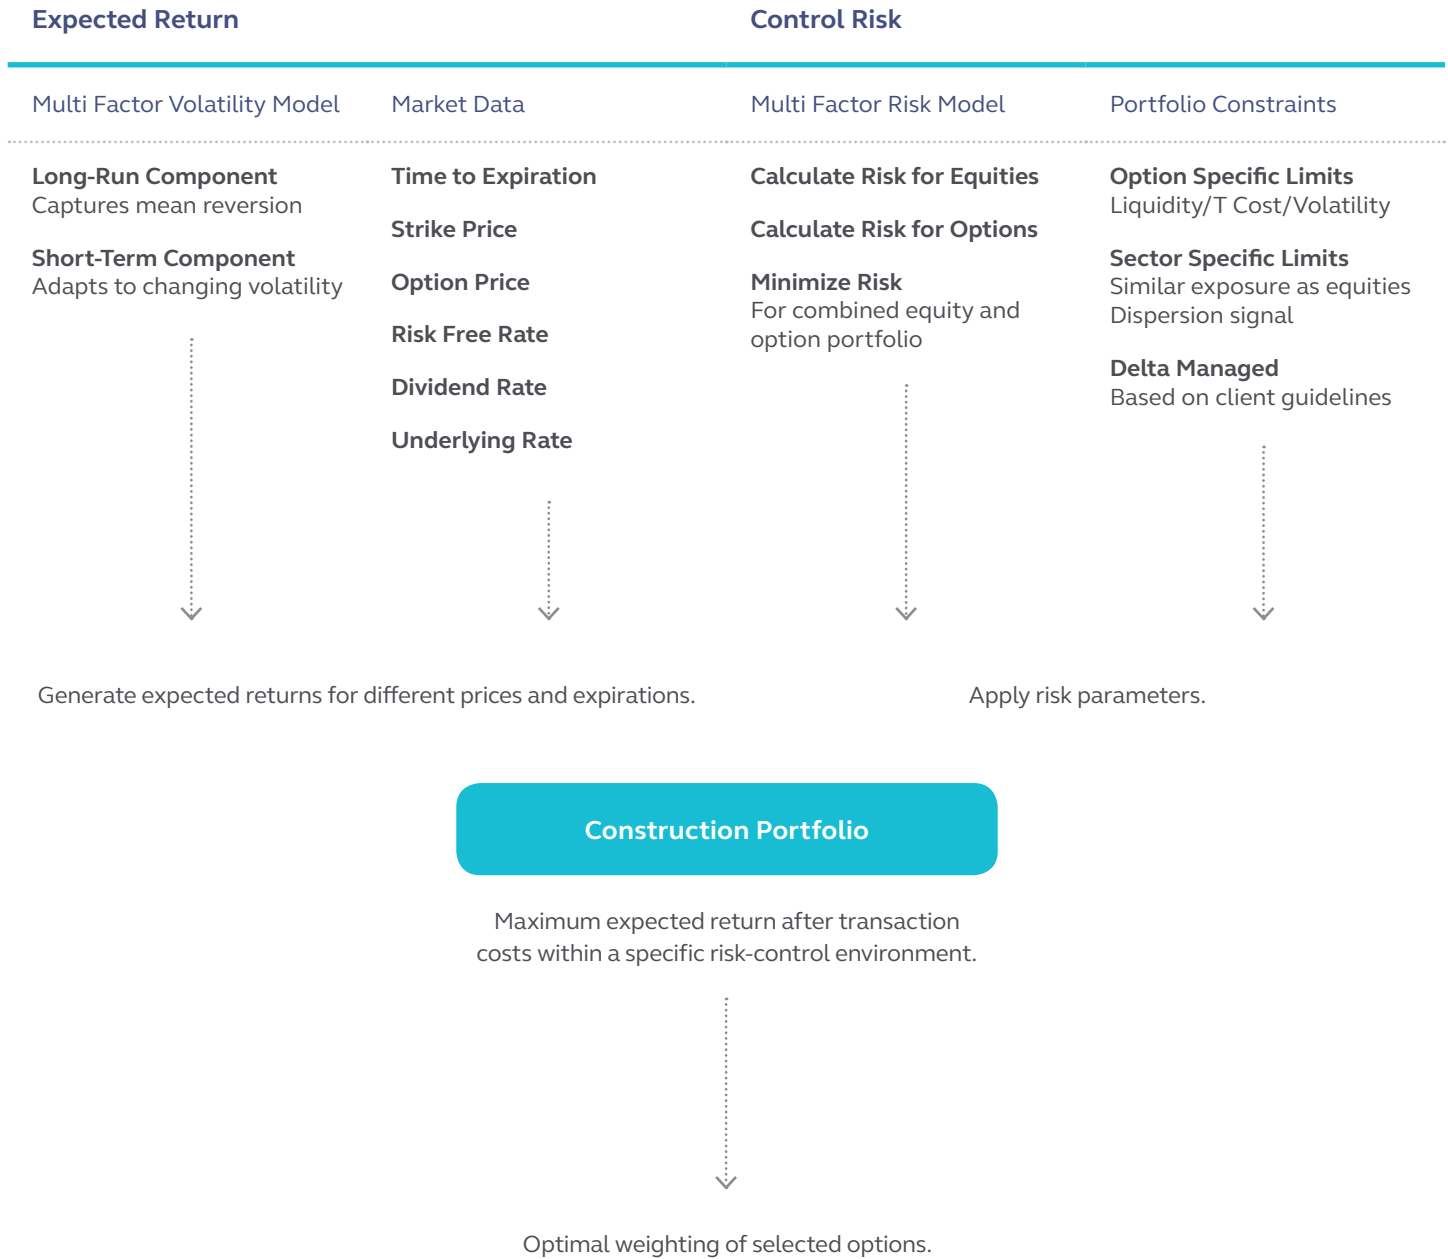 Expected Return
Control Risk
Multi Factor Volatility Model
Market Data
Multi Factor Risk Model
Portfolio Constraints
Long-Run Component
Captures mean reversion
Short-Term Component
Adapts to changing volatility
Time to Expiration
Strike Price
Option Price
Risk Free Rate
Dividend Rate
Underlying Rate
Calculate Risk for Equities
Calculate Risk for Options
Minimize Risk
For combined equity and
option portfolio
Option Specific Limits
Liquidity/T Cost/Volatility
Sector Specific Limits
Similar exposure as equities
Dispersion signal
Delta Managed
Based on client guidelines
Generate expected returns for different prices and expirations.
Apply risk parameters.
Construction Portfolio
Maximum expected return after transaction
costs within a specific risk-control environment.
Optimal weighting of selected options.